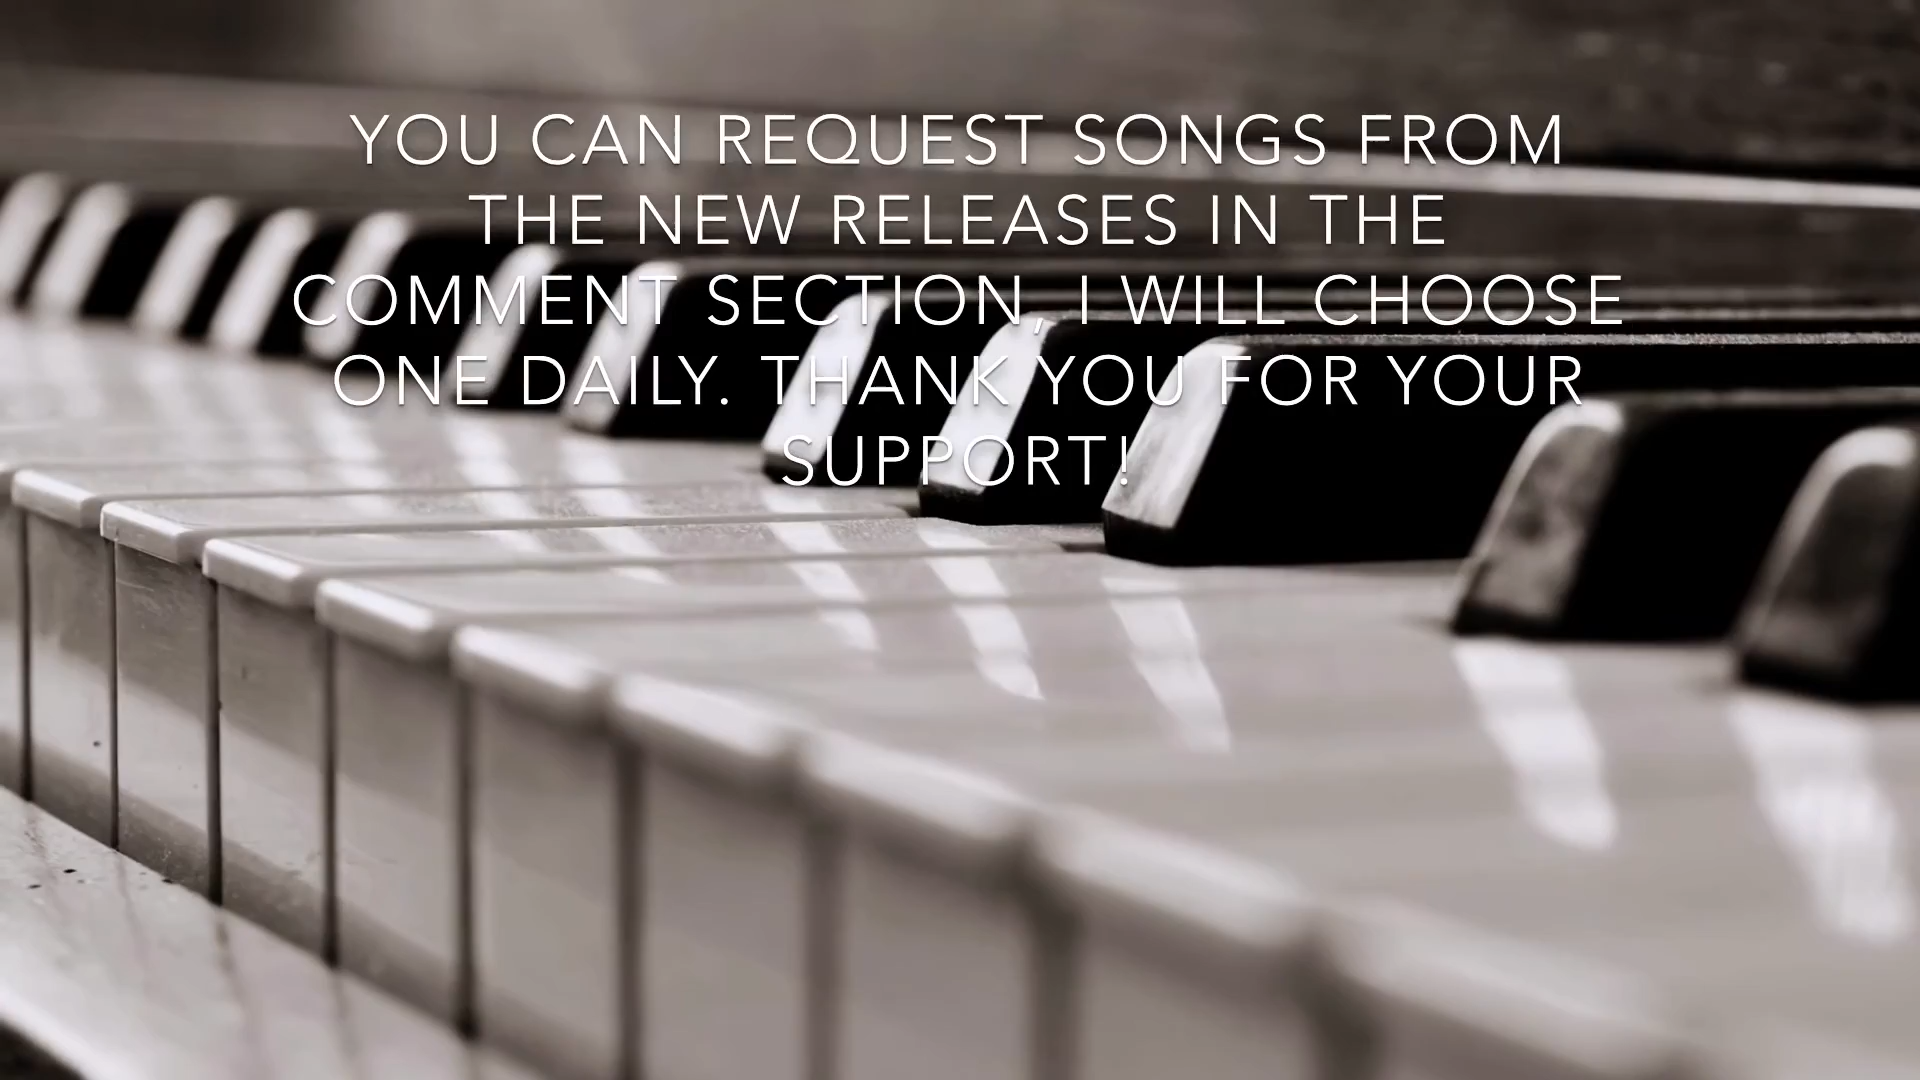 YOU CAN REQUEST SONGS FROM
THE NEW RELEASES IN THE
COMMENT SECTION, I WILL CHOOSE
ONE DAILY. THANK YOU FOR YOUR
SUPPORT!